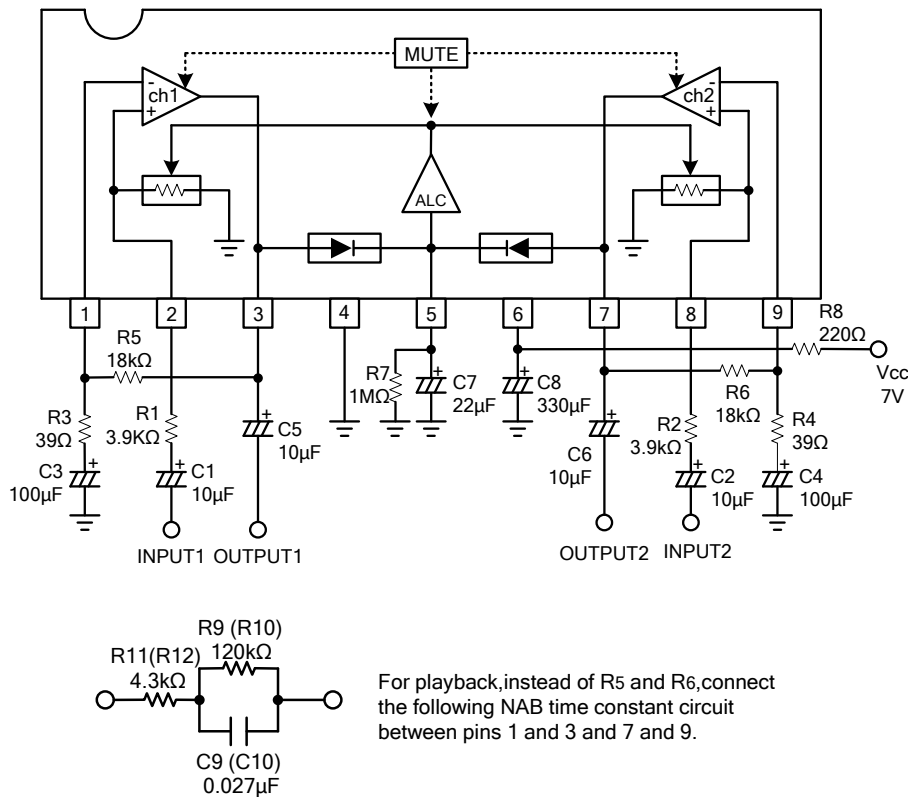 MUTE
-
ch1
+
-
ch2
+
ALC
1
2
3
4
5
6
7
8
9
R8
220Ω
Vcc
7V
R5
18kΩ
R7
1MΩ
+
C7
22µF
+
C8
330µF
R6
18kΩ
R3
39Ω
R1
3.9KΩ
+
C5
10µF
+
C6
10µF
R2
3.9kΩ
R4
39Ω
+
C3
100µF
+
C1
10µF
+
C2
10µF
+
C4
100µF
INPUT1
OUTPUT1
OUTPUT2
INPUT2
R9 (R10)
120kΩ
R11(R12)
4.3kΩ
C9 (C10)
0.027µF
For playback,instead of R5 and R6,connect
the following NAB time constant circuit
between pins 1 and 3 and 7 and 9.